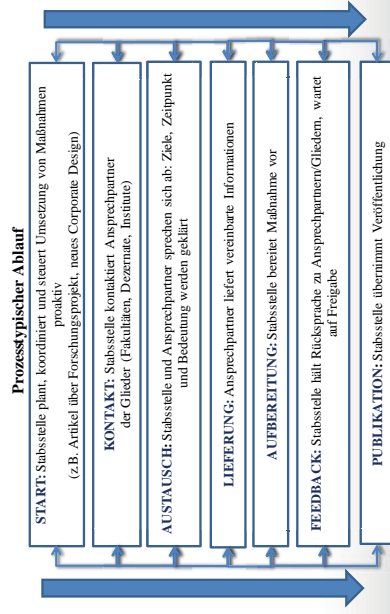 Prozesstypischer Ablauf
START: Stabsstelle plant, koordiniert und steuert Umsetzung von Maßnahmen
proaktiv
(z.B. Artikel über Forschungsprojekt, neues Corporate Design)
KONTAKT: Stabsstelle kontaktiert Ansprechpartner
der Glieder (Fakultäten, Dezernate, Institute)
AUSTAUSCH: Stabsstelle und Ansprechpartner sprechen sich ab: Ziele, Zeitpunkt
und Bedeutung werden geklärt
LIEFERUNG: Ansprechpartner liefert vereinbarte Informationen
AUFBEREITUNG: Stabsstelle bereitet Maßnahme vor
FEEDBACK: Stabsstelle hält Rücksprache zu Ansprechpartnern/Gliedern, wartet
auf Freigabe
PUBLIKATION: Stabsstelle übernimmt Veröffentlichung